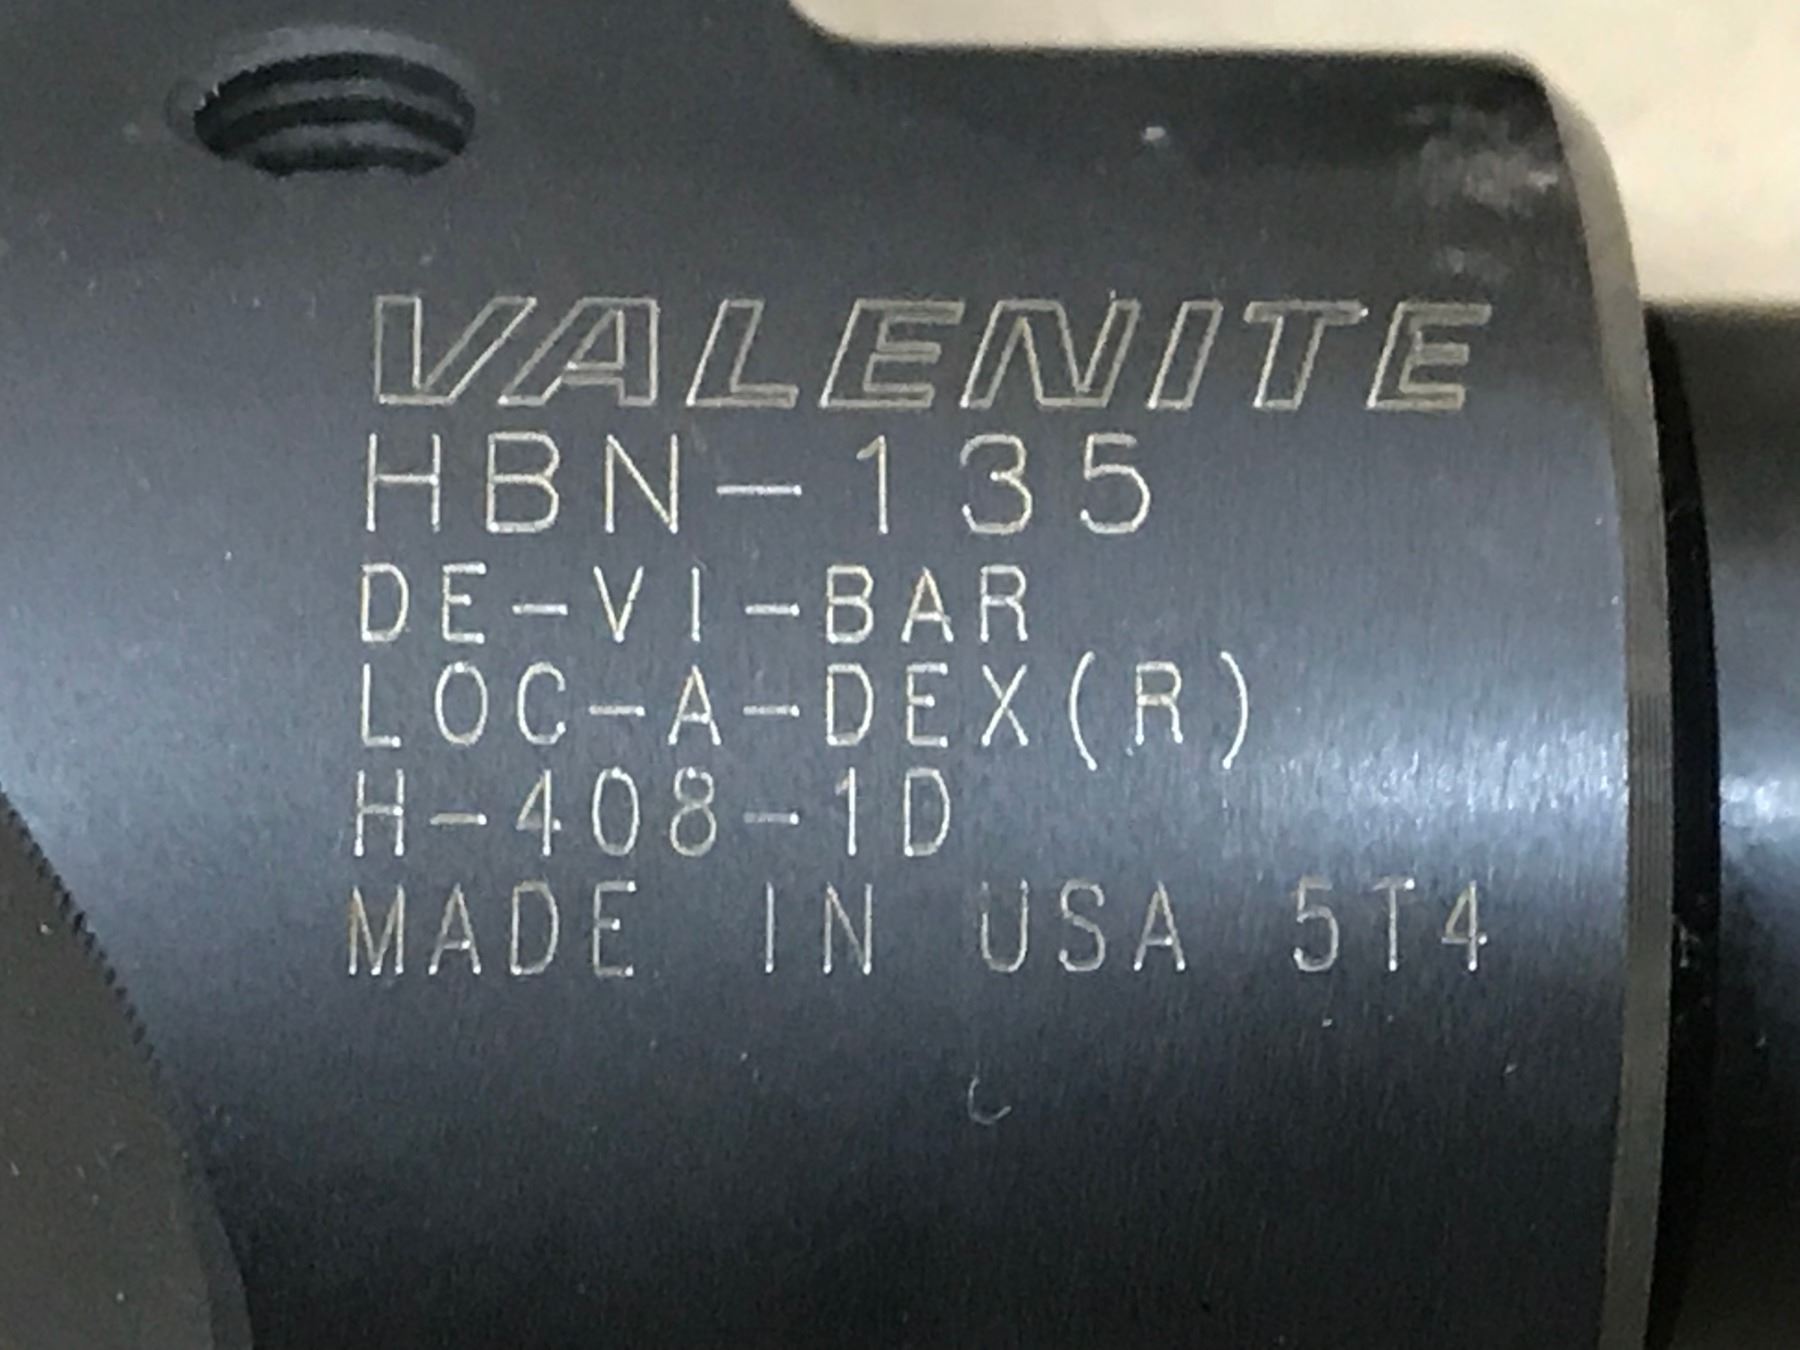 VALENITE
HBN-135
DE-VI-BAR
LOC-A-DEX(R)
H-408-1D
MADE IN USA 5T4